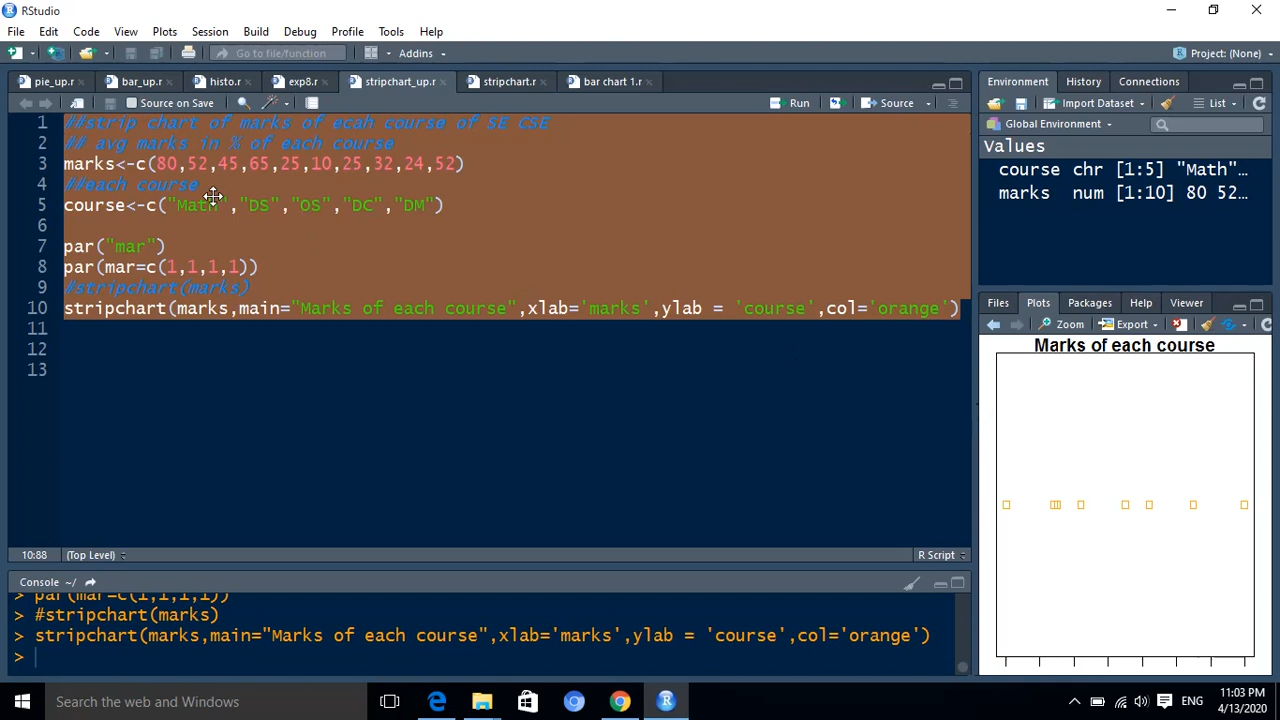 RStudio
File Edit Code View Plots Session Build Debug Profile Tools Help
Go to file/function Addins Project: (None)
pie_up.r bar_up.r histo.r exp8.r stripchart_up.r stripchart.r bar chart 1.r
Source on Save Run Source
1 ##strip chart of marks of ecah course of SE CSE
2 ## avg marks in % of each course
3 marks<-c(80,52,45,65,25,10,25,32,24,52)
4 ##each course
5 course<-c("Math","DS","OS","DC","DM")
6
7 par("mar")
8 par(mar=c(1,1,1,1))
9 #stripchart(marks)
10 stripchart(marks,main="Marks of each course",xlab='marks',ylab = 'course',col='orange')
11
12
13
10:88 (Top Level) R Script
Console ~/
> par(mar=c(1,1,1,1))
> #stripchart(marks)
> stripchart(marks,main="Marks of each course",xlab='marks',ylab = 'course',col='orange')
>
Environment History Connections
Import Dataset List
Global Environment
Values
course chr [1:5] "Math"…
marks num [1:10] 80 52…
Files Plots Packages Help Viewer
Zoom Export
Marks of each course
Search the web and Windows
ENG
11:03 PM
4/13/2020